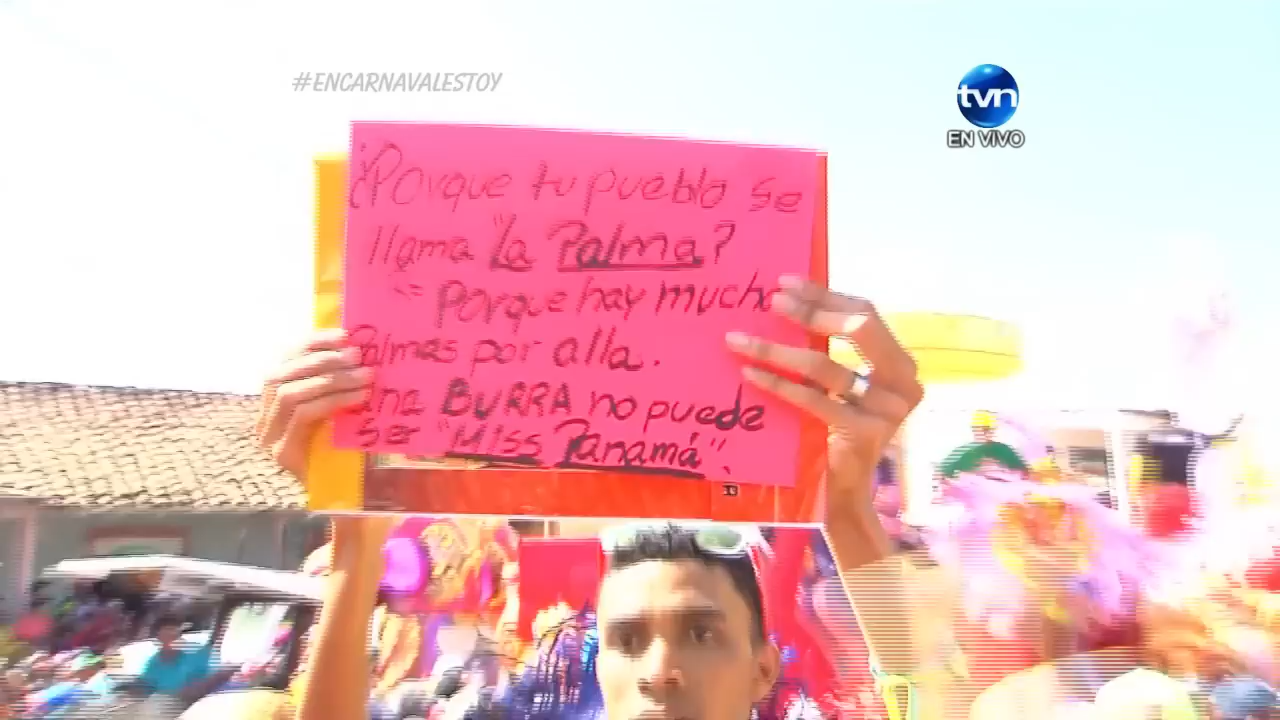 #ENCARNAVALESTOY
tvn
EN VIVO
¿Porque tu pueblo se
llama "La Palma?
"Porque hay mucha
Palmas por alla.
una BURRA no puede
ser "Miss Panamá".